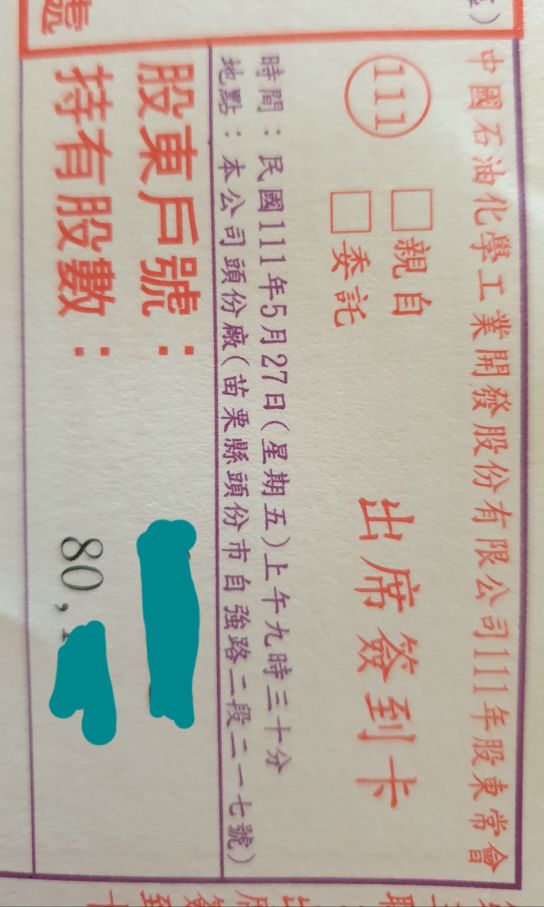 中國石油化學工業開發股份有限公司111年股東常會
111
□親自
□委託
出席簽到卡
時間：民國111年5月27日(星期五)上午九時三十分
地點：本公司頭份廠(苗栗縣頭份市自強路二段二一七號)
股東戶號：
持有股數： 80,